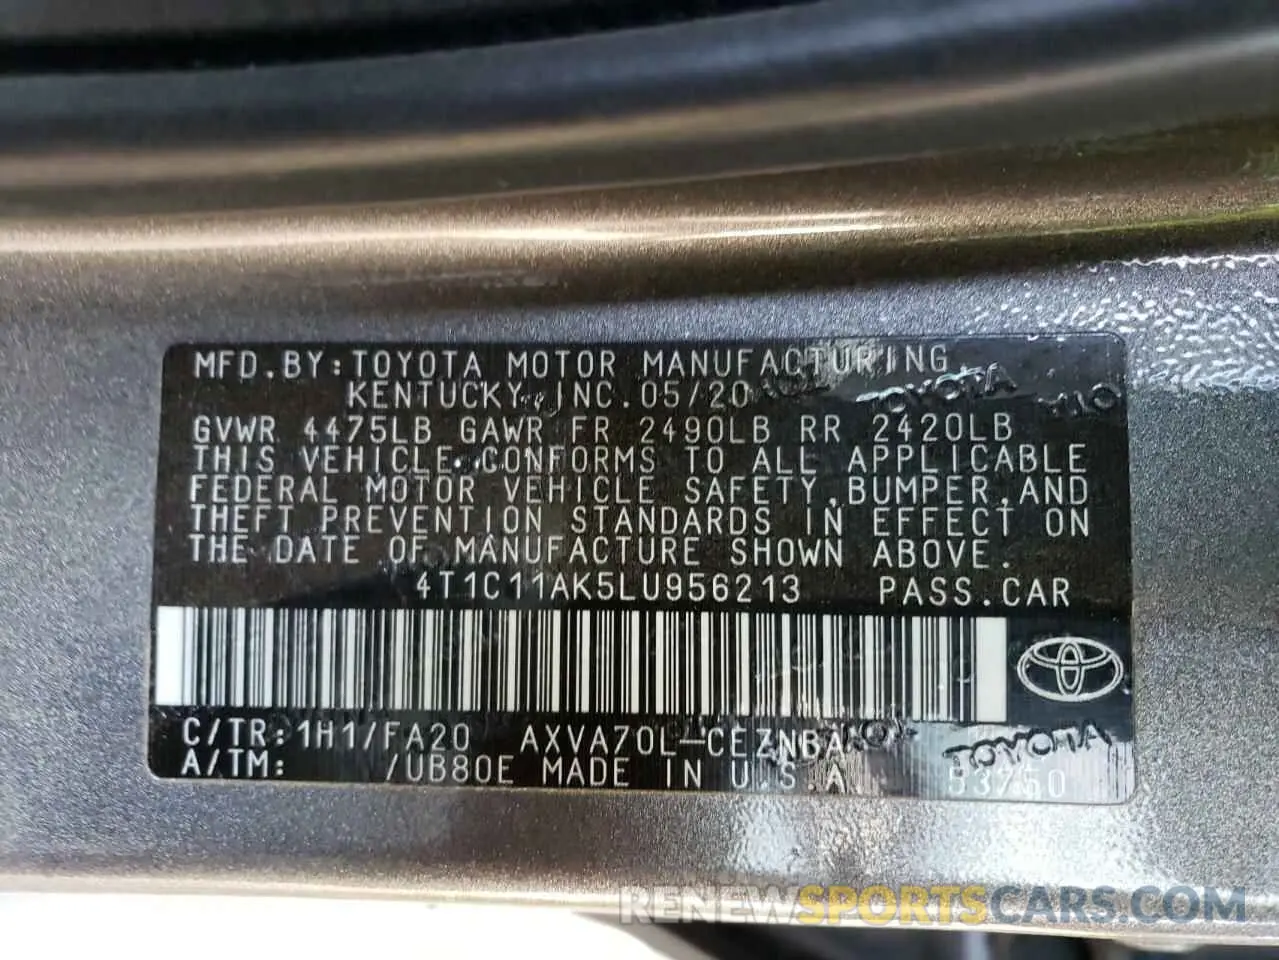 MFD.BY:TOYOTA MOTOR MANUFACTURING
KENTUCKY,INC.05/20
GVWR 4475LB GAWR FR 2490LB RR 2420LB
THIS VEHICLE CONFORMS TO ALL APPLICABLE
FEDERAL MOTOR VEHICLE SAFETY,BUMPER,AND
THEFT PREVENTION STANDARDS IN EFFECT ON
THE DATE OF MANUFACTURE SHOWN ABOVE.
4T1C11AK5LU956213 PASS.CAR
C/TR:1H1/FA20 AXVA70L-CEZNBA
A/TM: /UB80E MADE IN U.S.A
TOYOTA
TOYOTA
RENEWSPORTSCARS.COM